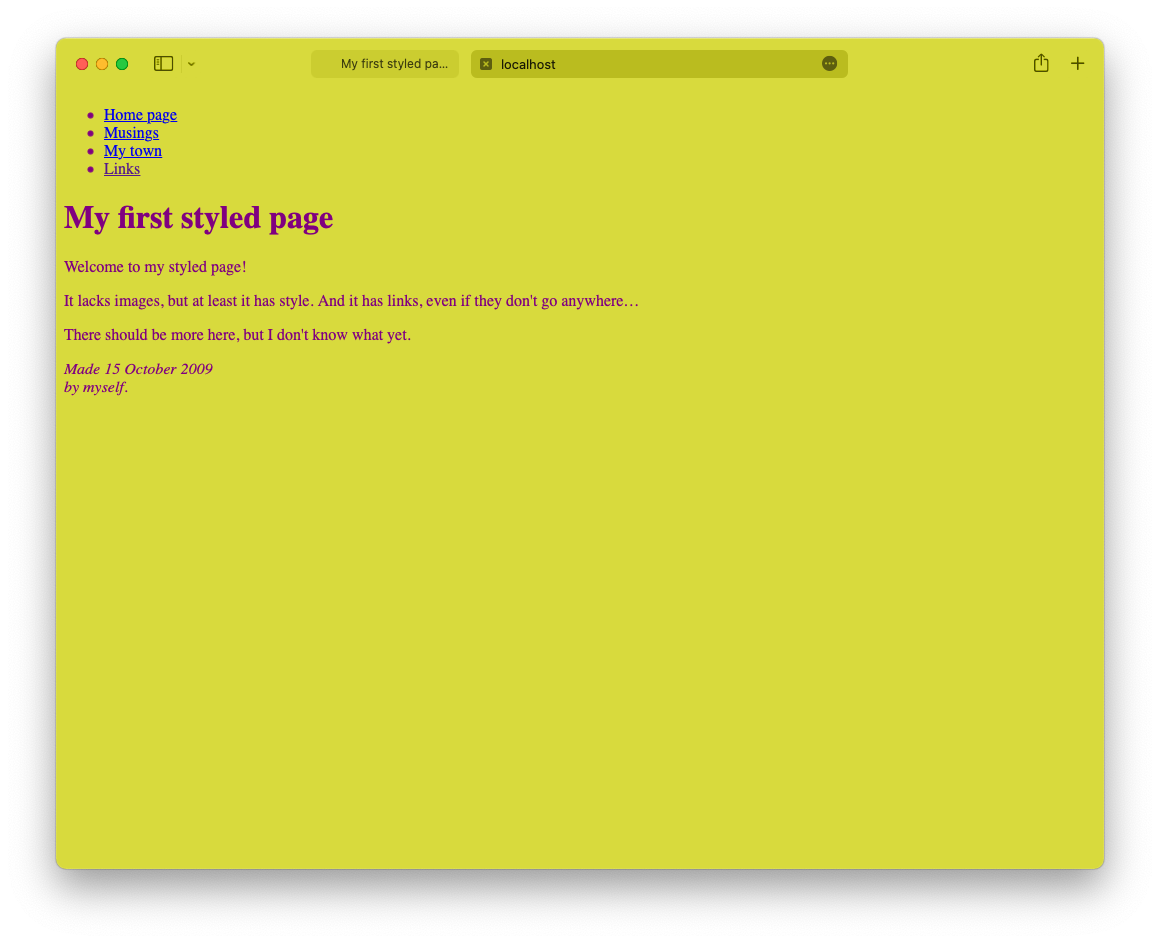 My first styled pa...
localhost
Home page
Musings
My town
Links
My first styled page
Welcome to my styled page!
It lacks images, but at least it has style. And it has links, even if they don't go anywhere…
There should be more here, but I don't know what yet.
Made 15 October 2009
by myself.